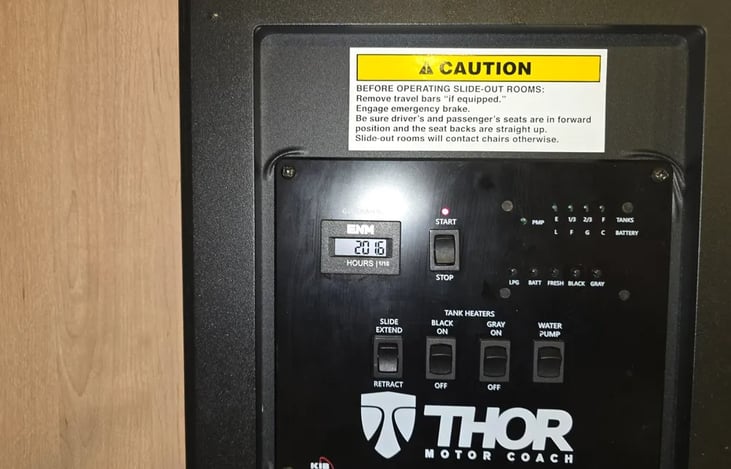 CAUTION
BEFORE OPERATING SLIDE-OUT ROOMS:
Remove travel bars "if equipped."
Engage emergency brake.
Be sure driver's and passenger's seats are in forward
position and the seat backs are straight up.
Slide-out rooms will contact chairs otherwise.
ENM
2016
HOURS 1/10
START
STOP
PMP E 1/3 2/3 F TANKS
L F G C BATTERY
LPG BATT FRESH BLACK GRAY
TANK HEATERS
SLIDE
EXTEND
RETRACT
BLACK
ON
OFF
GRAY
ON
OFF
WATER
PUMP
THOR
MOTOR COACH
KIB